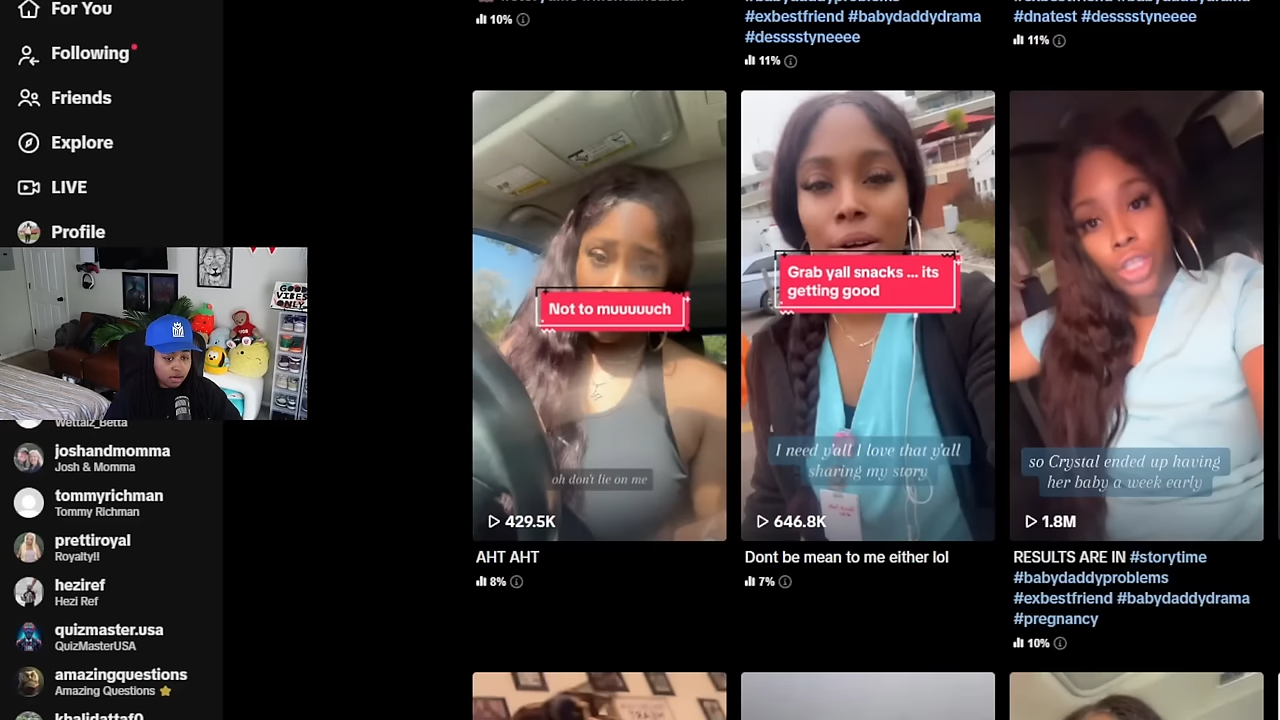 For You
Following
Friends
Explore
LIVE
Profile
GOOD
VIBES
ONLY
Wettaiz_Betta
joshandmomma
Josh & Momma
tommyrichman
Tommy Richman
prettiroyal
Royalty!!
heziref
Hezi Ref
quizmaster.usa
QuizMasterUSA
amazingquestions
Amazing Questions
10%
#exbestfriend #babydaddydrama
#desssstyneeee
11%
#dnatest #desssstyneeee
11%
Not to muuuuuch
oh don't lie on me
429.5K
AHT AHT
8%
Grab yall snacks ... its
getting good
I need y'all I love that y'all
sharing my story
646.8K
Dont be mean to me either lol
7%
so Crystal ended up having
her baby a week early
1.8M
RESULTS ARE IN #storytime
#babydaddyproblems
#exbestfriend #babydaddydrama
#pregnancy
10%